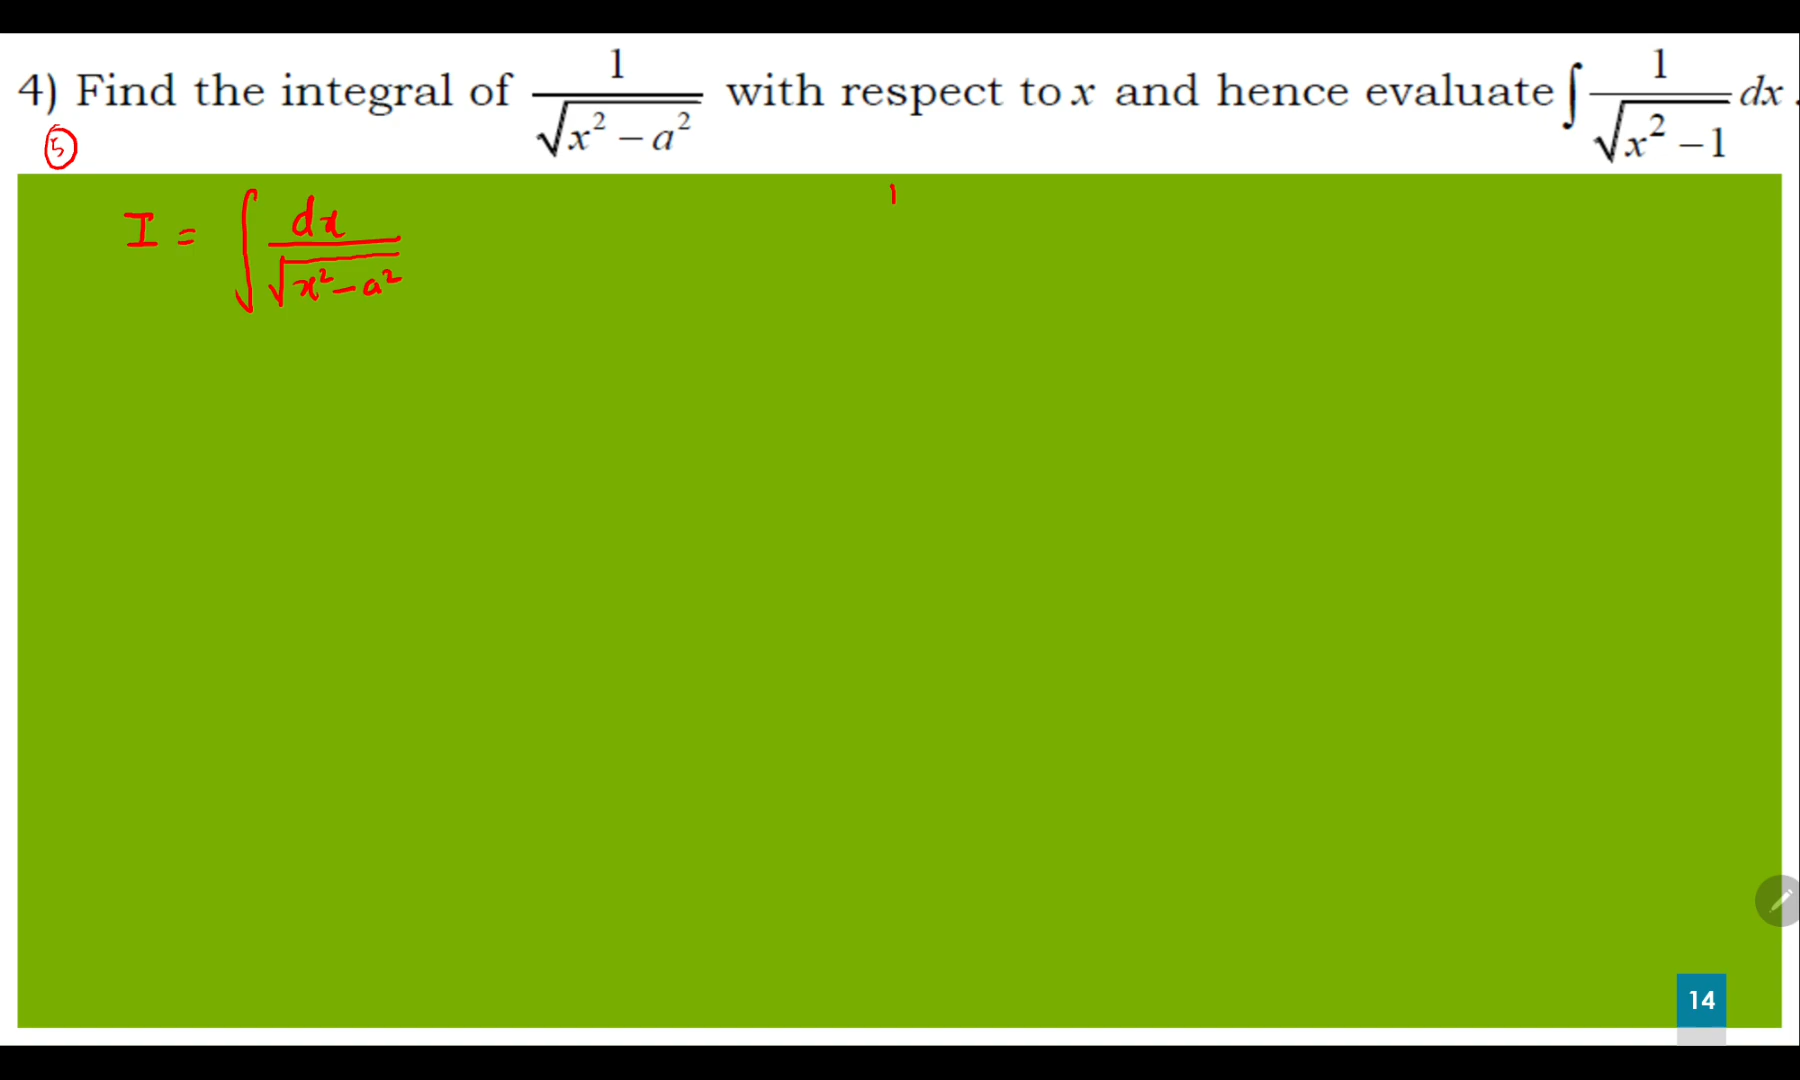 4) Find the integral of 1/√(x² − a²) with respect to x and hence evaluate ∫ 1/√(x² − 1) dx.
5
I = ∫ dx/√(x² − a²)
14